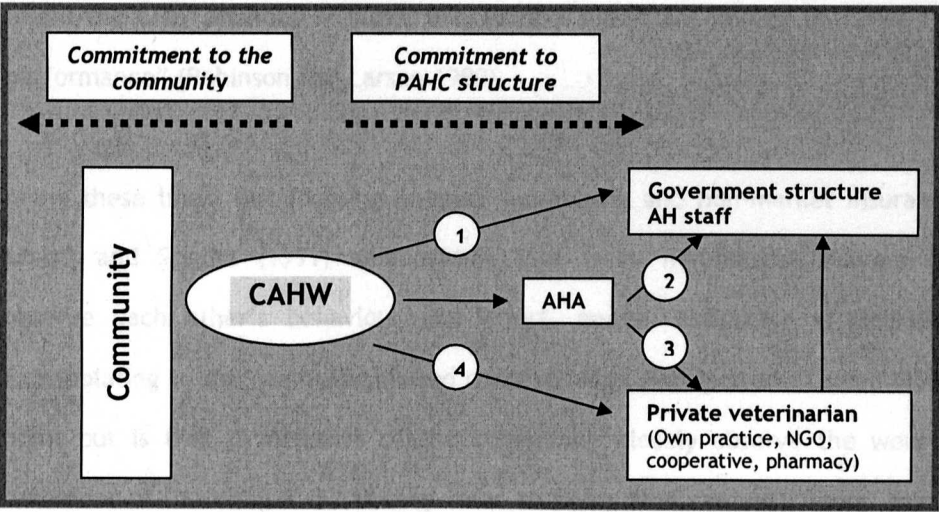 Commitment to the
community
Commitment to
PAHC structure
Community
CAHW
1
AHA
2
3
4
Government structure
AH staff
Private veterinarian
(Own practice, NGO,
cooperative, pharmacy)